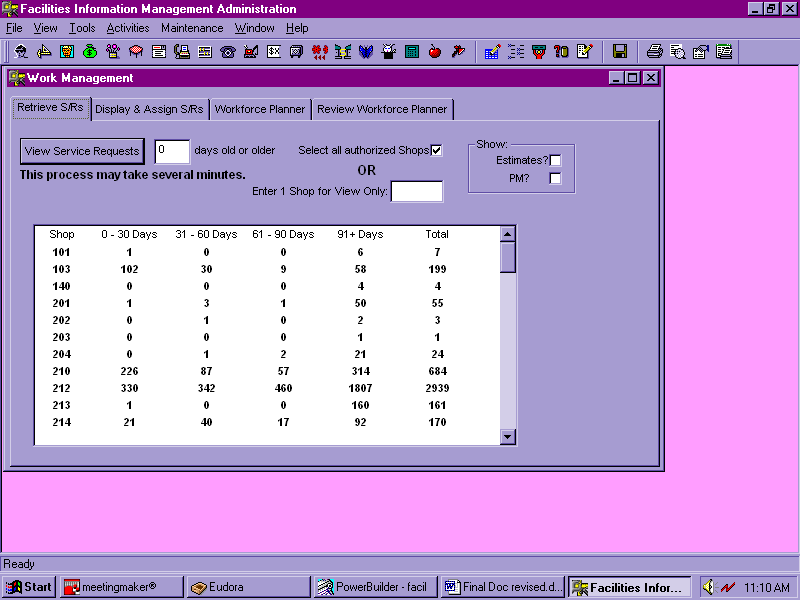 Facilities Information Management Administration
File View Tools Activities Maintenance Window Help
Work Management
Retrieve S/Rs Display & Assign S/Rs Workforce Planner Review Workforce Planner
View Service Requests 0 days old or older Select all authorized Shops
Show:
Estimates?
OR
This process may take several minutes.
PM?
Enter 1 Shop for View Only:
Shop 0 - 30 Days 31 - 60 Days 61 - 90 Days 91+ Days Total
101 1 0 0 6 7
103 102 30 9 58 199
140 0 0 0 4 4
201 1 3 1 50 55
202 0 1 0 2 3
203 0 0 0 1 1
204 0 1 2 21 24
210 226 87 57 314 684
212 330 342 460 1807 2939
213 1 0 0 160 161
214 21 40 17 92 170
Ready
Start meetingmaker® Eudora PowerBuilder - facil Final Doc revised.d... Facilities Infor... 11:10 AM